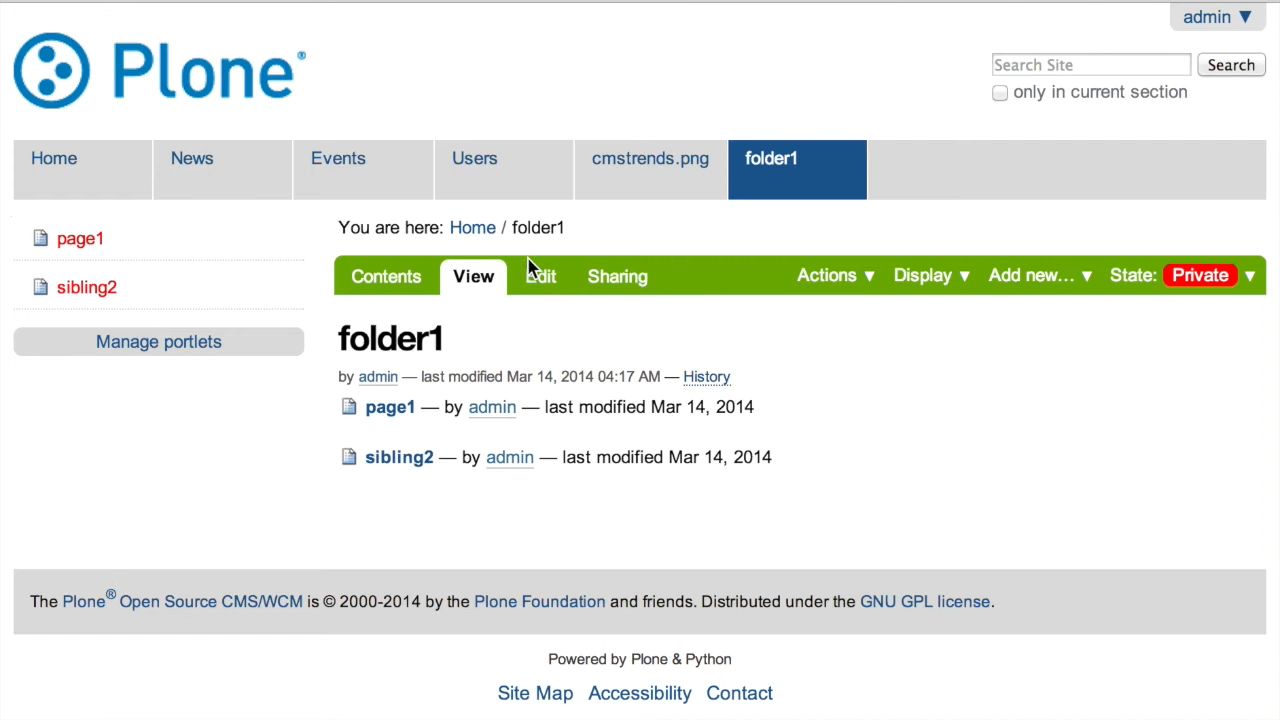 admin ▼
Plone®
Search Site
Search
only in current section
Home
News
Events
Users
cmstrends.png
folder1
page1
sibling2
Manage portlets
You are here: Home / folder1
Contents
View
Edit
Sharing
Actions ▼
Display ▼
Add new… ▼
State: Private ▼
folder1
by admin — last modified Mar 14, 2014 04:17 AM — History
page1 — by admin — last modified Mar 14, 2014
sibling2 — by admin — last modified Mar 14, 2014
The Plone® Open Source CMS/WCM is © 2000-2014 by the Plone Foundation and friends. Distributed under the GNU GPL license.
Powered by Plone & Python
Site Map Accessibility Contact